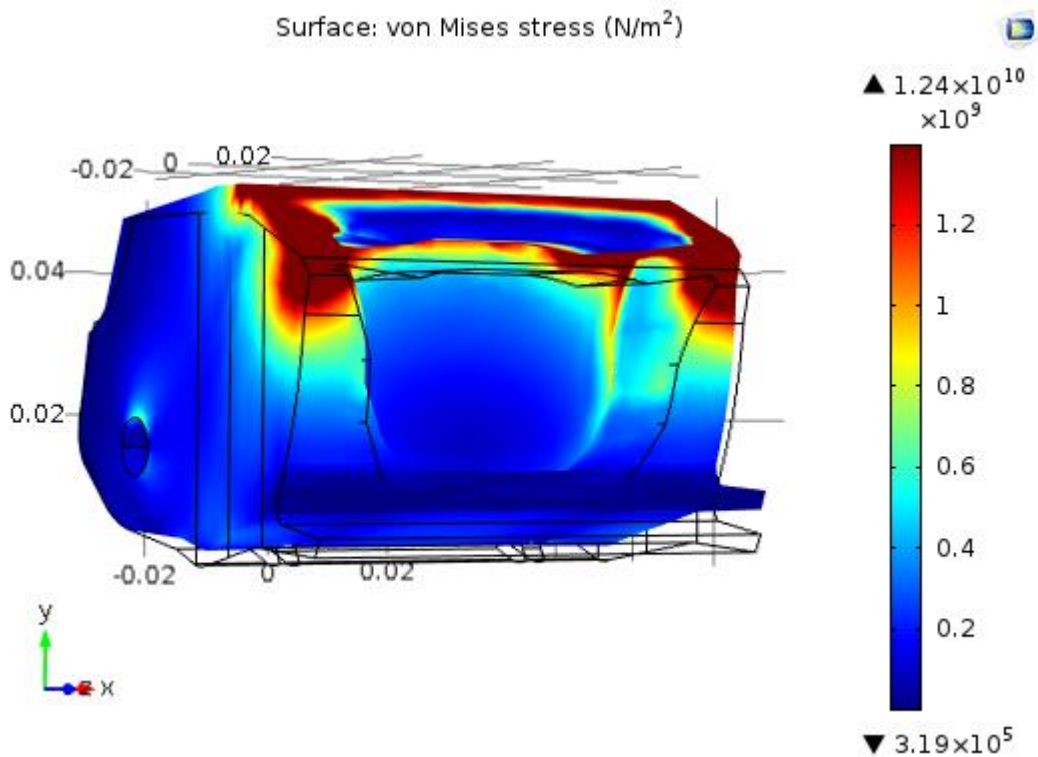 Surface: von Mises stress (N/m²)
▲ 1.24×10¹⁰
×10⁹
-0.02 0 0.02
1.2
0.04
1
0.8
0.02
0.6
0.4
-0.02 0 0.02
0.2
y
x
▼ 3.19×10⁵